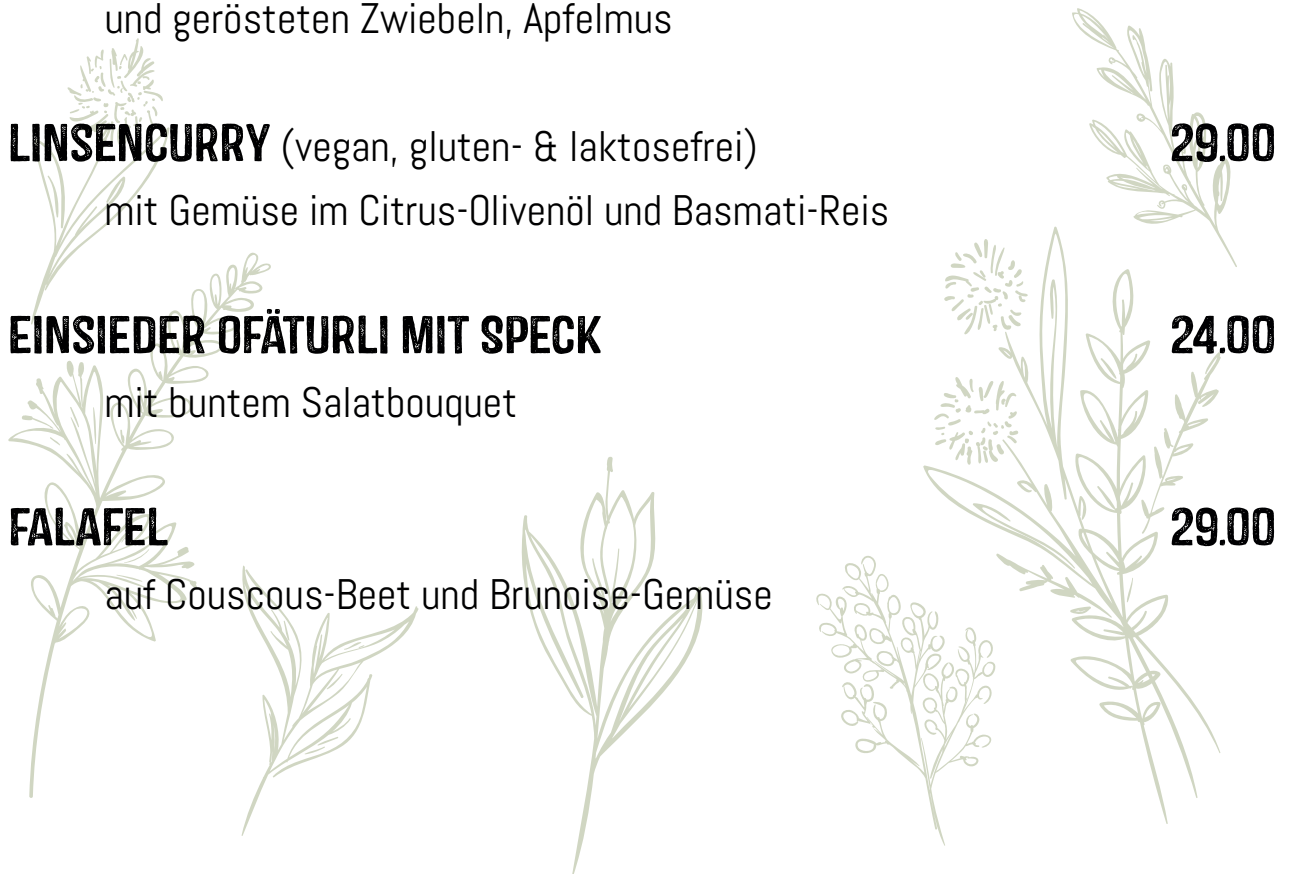 und gerösteten Zwiebeln, Apfelmus
LINSENCURRY (vegan, gluten- & laktosefrei) 29.00
mit Gemüse im Citrus-Olivenöl und Basmati-Reis
EINSIEDER OFÄTURLI MIT SPECK 24.00
mit buntem Salatbouquet
FALAFEL 29.00
auf Couscous-Beet und Brunoise-Gemüse